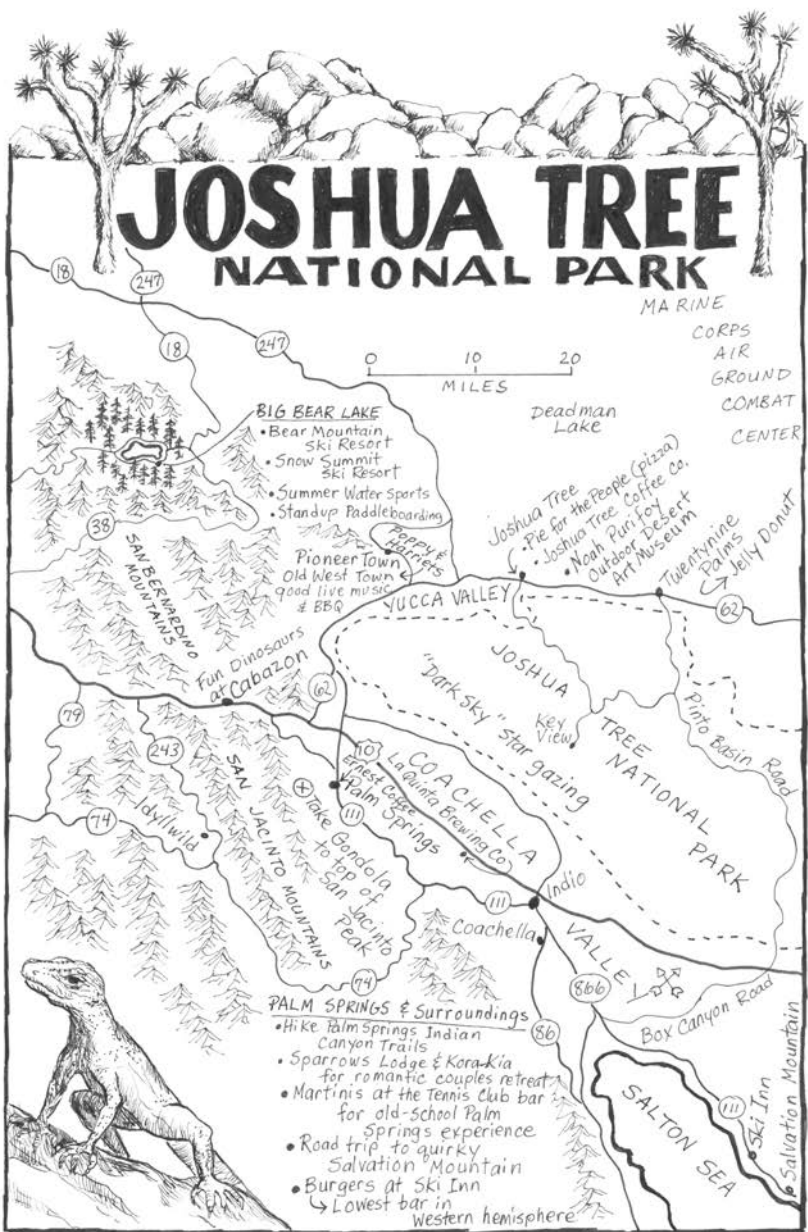 JOSHUA TREE
NATIONAL PARK
18
247
18
247
0 10 20
MILES
MARINE
CORPS
AIR
GROUND
COMBAT
CENTER
Deadman
Lake
BIG BEAR LAKE
• Bear Mountain
Ski Resort
• Snow Summit
Ski Resort
• Summer Water Sports
• Standup Paddleboarding
38
SAN BERNARDINO
MOUNTAINS
Poppy &
Harriets
Pioneer Town
Old West Town
good live music
& BBQ
Joshua Tree
• Pie for the People (pizza)
• Joshua Tree Coffee Co.
• Noah Purifoy
Outdoor Desert
Art Museum
Twentynine
Palms
Jelly Donut
62
YUCCA VALLEY
Fun Dinosaurs
at Cabazon
62
JOSHUA
TREE
NATIONAL
PARK
"Dark Sky" star gazing
Key
View
Pinto Basin Road
79
243
74
Idyllwild
SAN JACINTO MOUNTAINS
Take Gondola
to top of
San Jacinto
Peak
10
Ernest Coffee
Palm Springs
111
COACHELLA
La Quinta Brewing Co.
111
Indio
Coachella
VALLEY
74
866
86
Box Canyon Road
PALM SPRINGS & Surroundings
• Hike Palm Springs Indian
Canyon Trails
• Sparrows Lodge & Kora-Kia
for romantic couples retreat
• Martinis at the Tennis Club bar
for old-school Palm
Springs experience
• Road trip to quirky
Salvation Mountain
• Burgers at Ski Inn
Lowest bar in
Western hemisphere
SALTON SEA
111
Ski Inn
Salvation Mountain